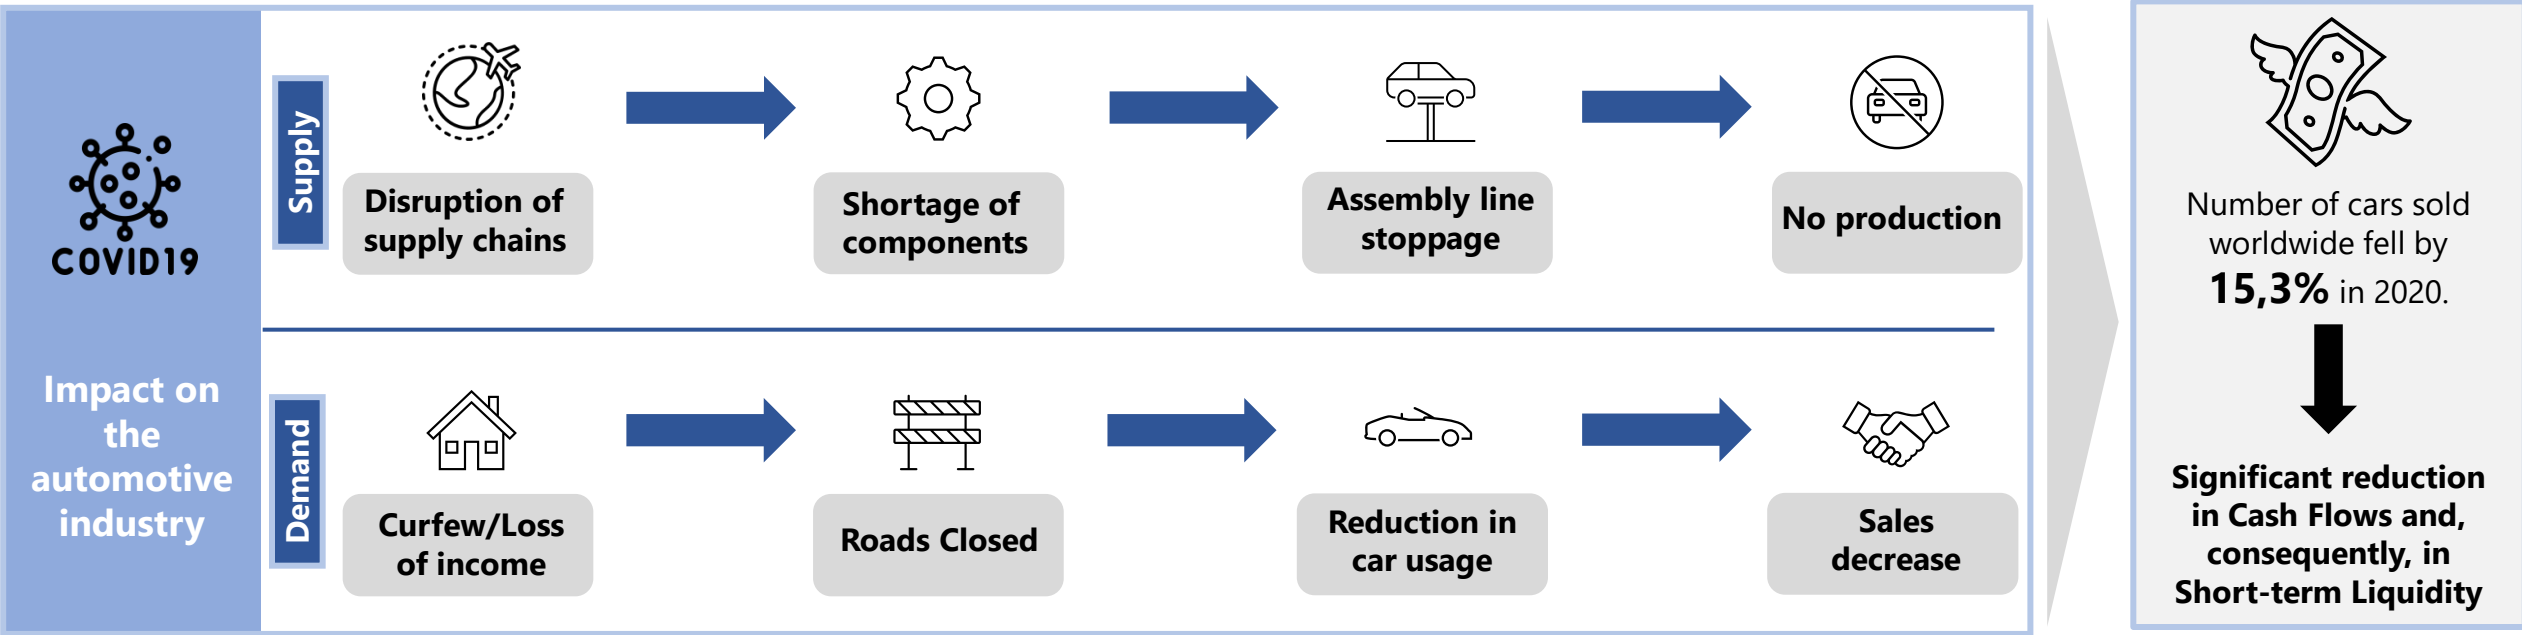 COVID19
Impact on
the
automotive
industry
Supply
Disruption of
supply chains
Shortage of
components
Assembly line
stoppage
No production
Demand
Curfew/Loss
of income
Roads Closed
Reduction in
car usage
Sales
decrease
Number of cars sold
worldwide fell by
15,3% in 2020.
Significant reduction
in Cash Flows and,
consequently, in
Short-term Liquidity